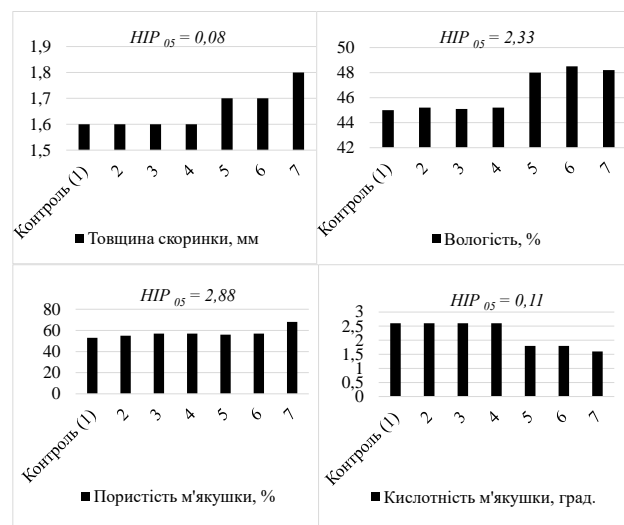 НІР 05 = 0,08
1,9
1,8
1,7
1,6
1,5
Контроль (1) 2 3 4 5 6 7
■ Товщина скоринки, мм
НІР 05 = 2,33
50
48
46
44
42
Контроль (1) 2 3 4 5 6 7
■ Вологість, %
НІР 05 = 2,88
80
60
40
20
0
Контроль (1) 2 3 4 5 6 7
■ Пористість м'якушки, %
НІР 05 = 0,11
3
2,5
2
1,5
1
0,5
0
Контроль (1) 2 3 4 5 6 7
■ Кислотність м'якушки, град.